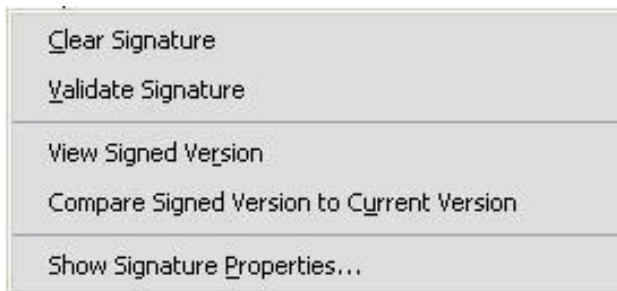 Clear Signature
Validate Signature
View Signed Version
Compare Signed Version to Current Version
Show Signature Properties...